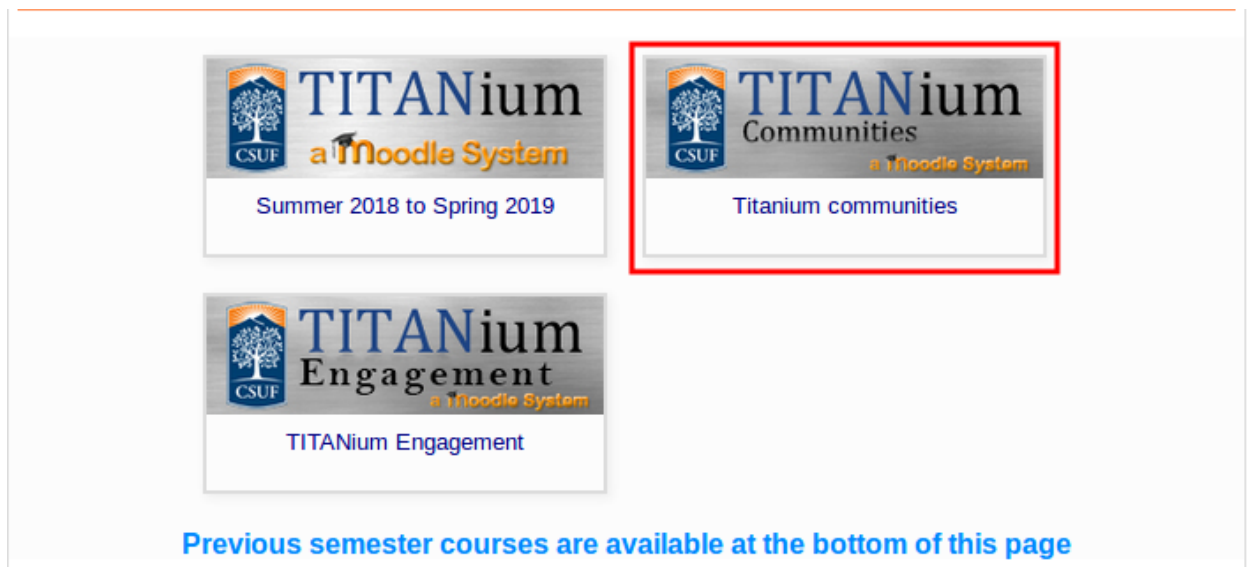 TITANium
CSUF
a moodle System
Summer 2018 to Spring 2019
TITANium
Communities
CSUF
a moodle System
Titanium communities
TITANium
Engagement
CSUF
a moodle System
TITANium Engagement
Previous semester courses are available at the bottom of this page